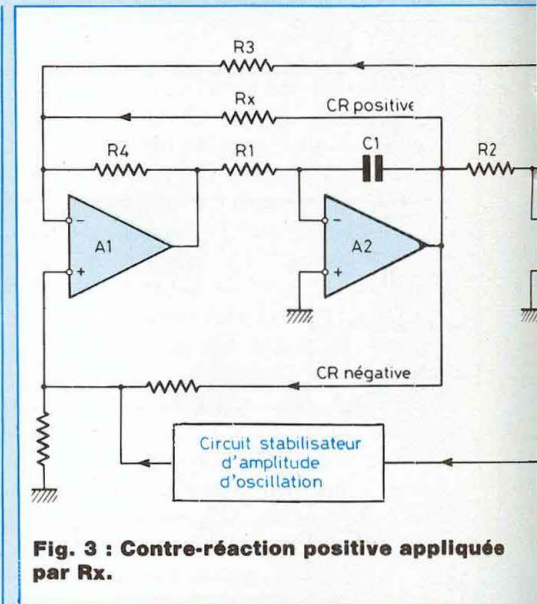 R3
Rx
CR positive
R4
R1
C1
R2
-
A1
+
-
A2
+
CR négative
Circuit stabilisateur
d'amplitude
d'oscillation
Fig. 3 : Contre-réaction positive appliquée
par Rx.